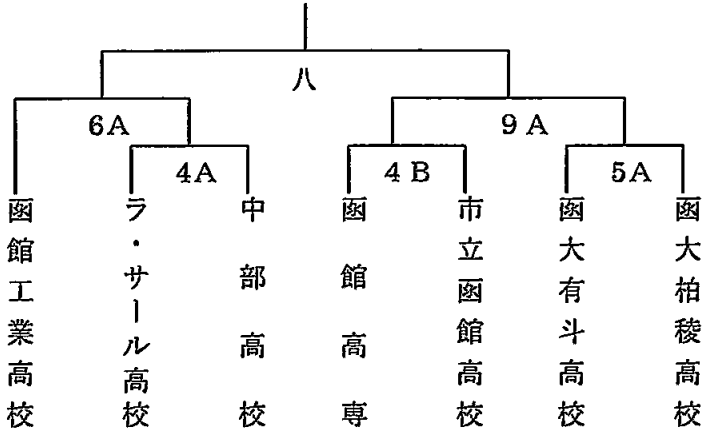 八
6A
9A
4A
4B
5A
函館工業高校
ラ・サール高校
中部高校
函館高専
市立函館高校
函大有斗高校
函大柏稜高校